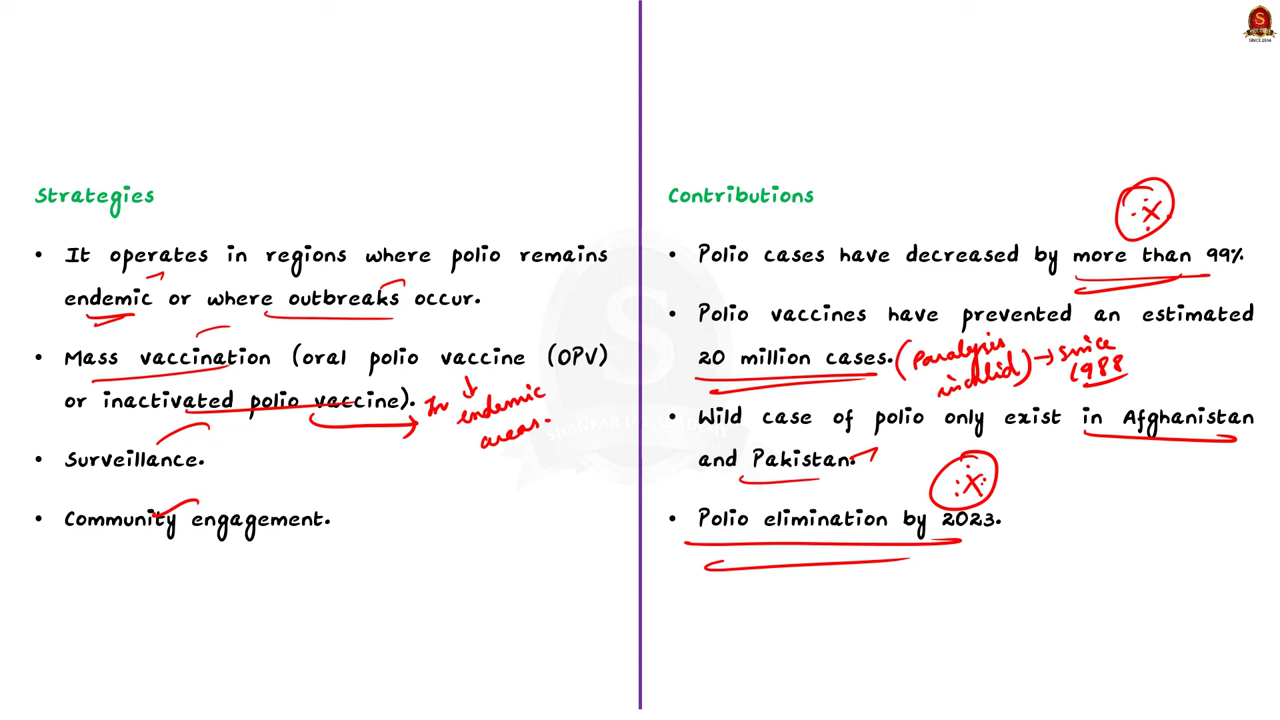 S
SINCE 2004
Strategies
• It operates in regions where polio remains
endemic or where outbreaks occur.
• Mass vaccination (oral polio vaccine (OPV)
or inactivated polio vaccine). In
endemic
areas.
• Surveillance.
• Community engagement.
Contributions
• Polio cases have decreased by more than 99%.
• Polio vaccines have prevented an estimated
20 million cases. (Paralysis → since
1988
• Wild case of polio only exist in Afghanistan
and Pakistan.
• Polio elimination by 2023.